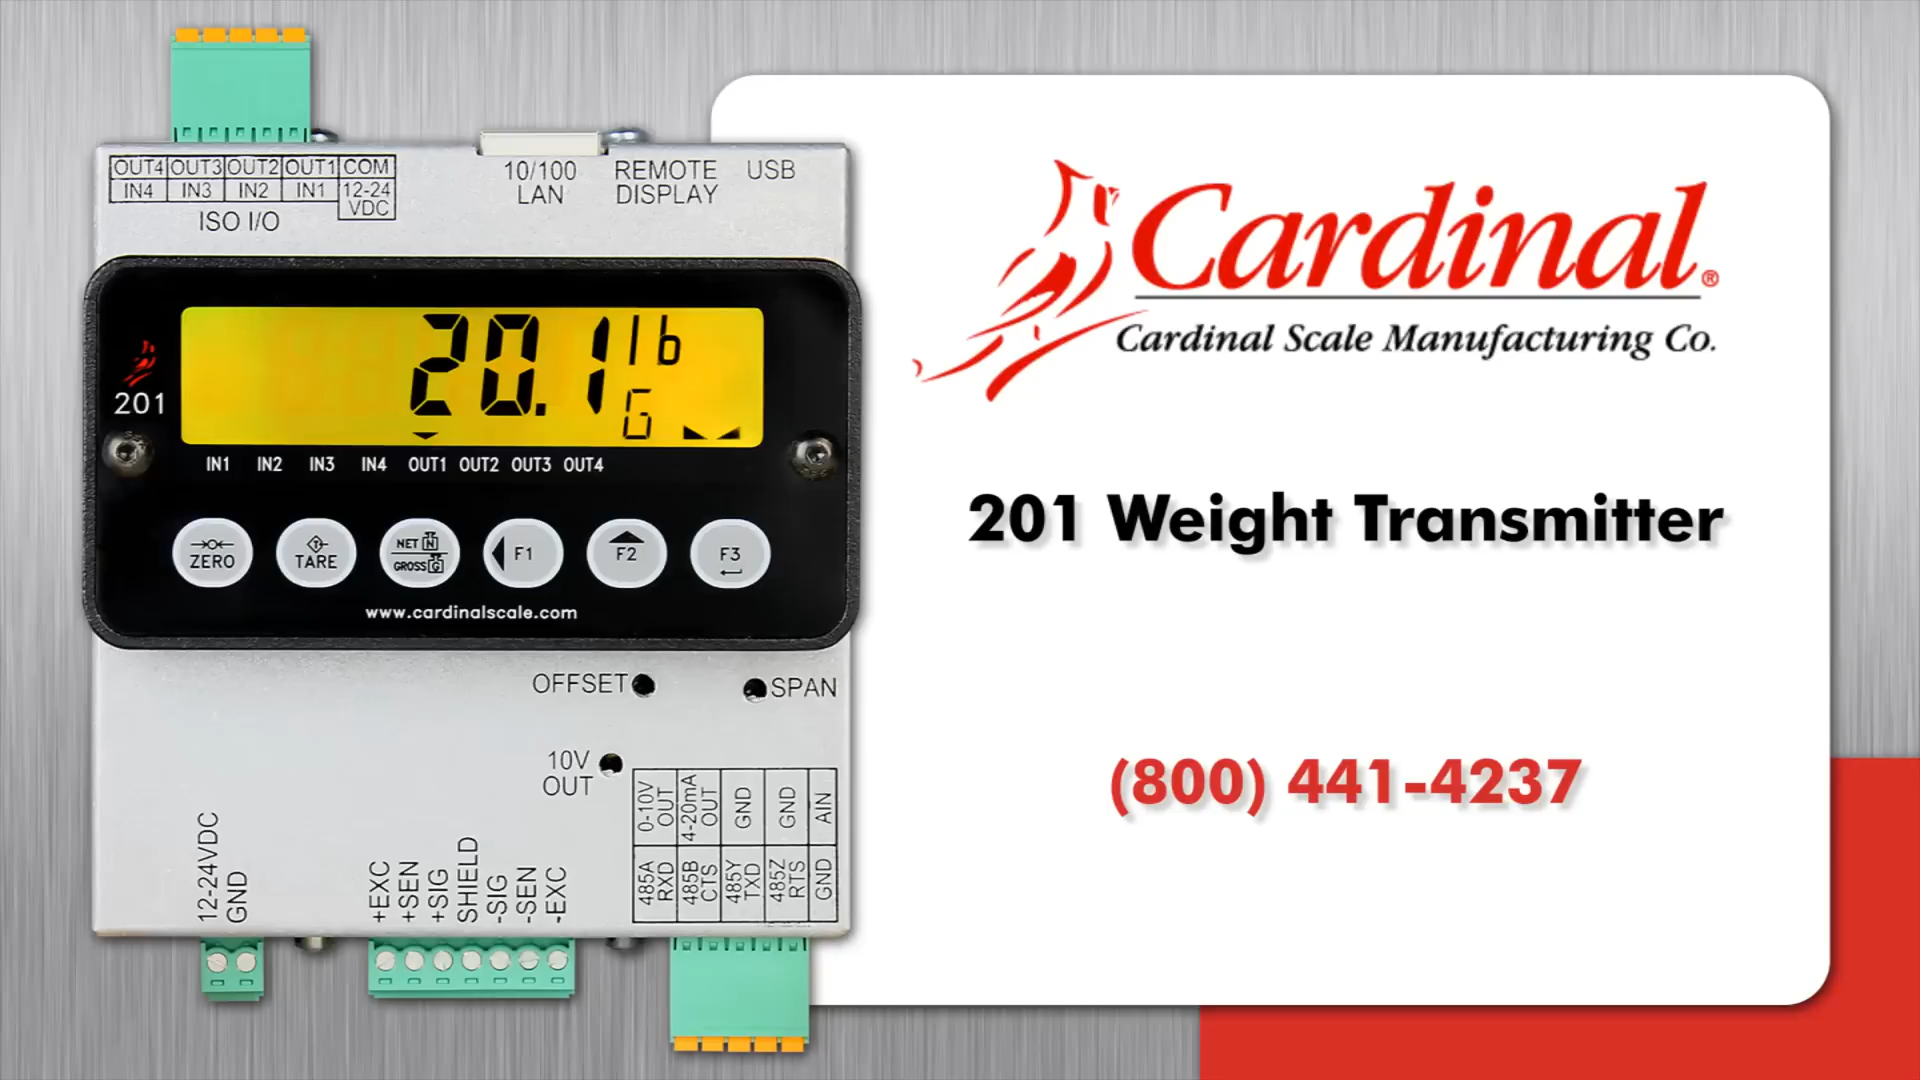 OUT4 OUT3 OUT2 OUT1 COM
IN4 IN3 IN2 IN1 12-24 VDC
ISO I/O
10/100 LAN
REMOTE DISPLAY
USB
20.1 lb
G
201
IN1 IN2 IN3 IN4 OUT1 OUT2 OUT3 OUT4
ZERO
TARE
NET N
GROSS G
F1
F2
F3
www.cardinalscale.com
OFFSET
SPAN
10V OUT
0-10V OUT
4-20mA OUT
GND
GND
AIN
485A RXD
485B CTS
485Y TXD
485Z RTS
GND
12-24VDC
GND
+EXC
+SEN
+SIG
SHIELD
-SIG
-SEN
-EXC
Cardinal®
Cardinal Scale Manufacturing Co.
201 Weight Transmitter
(800) 441-4237